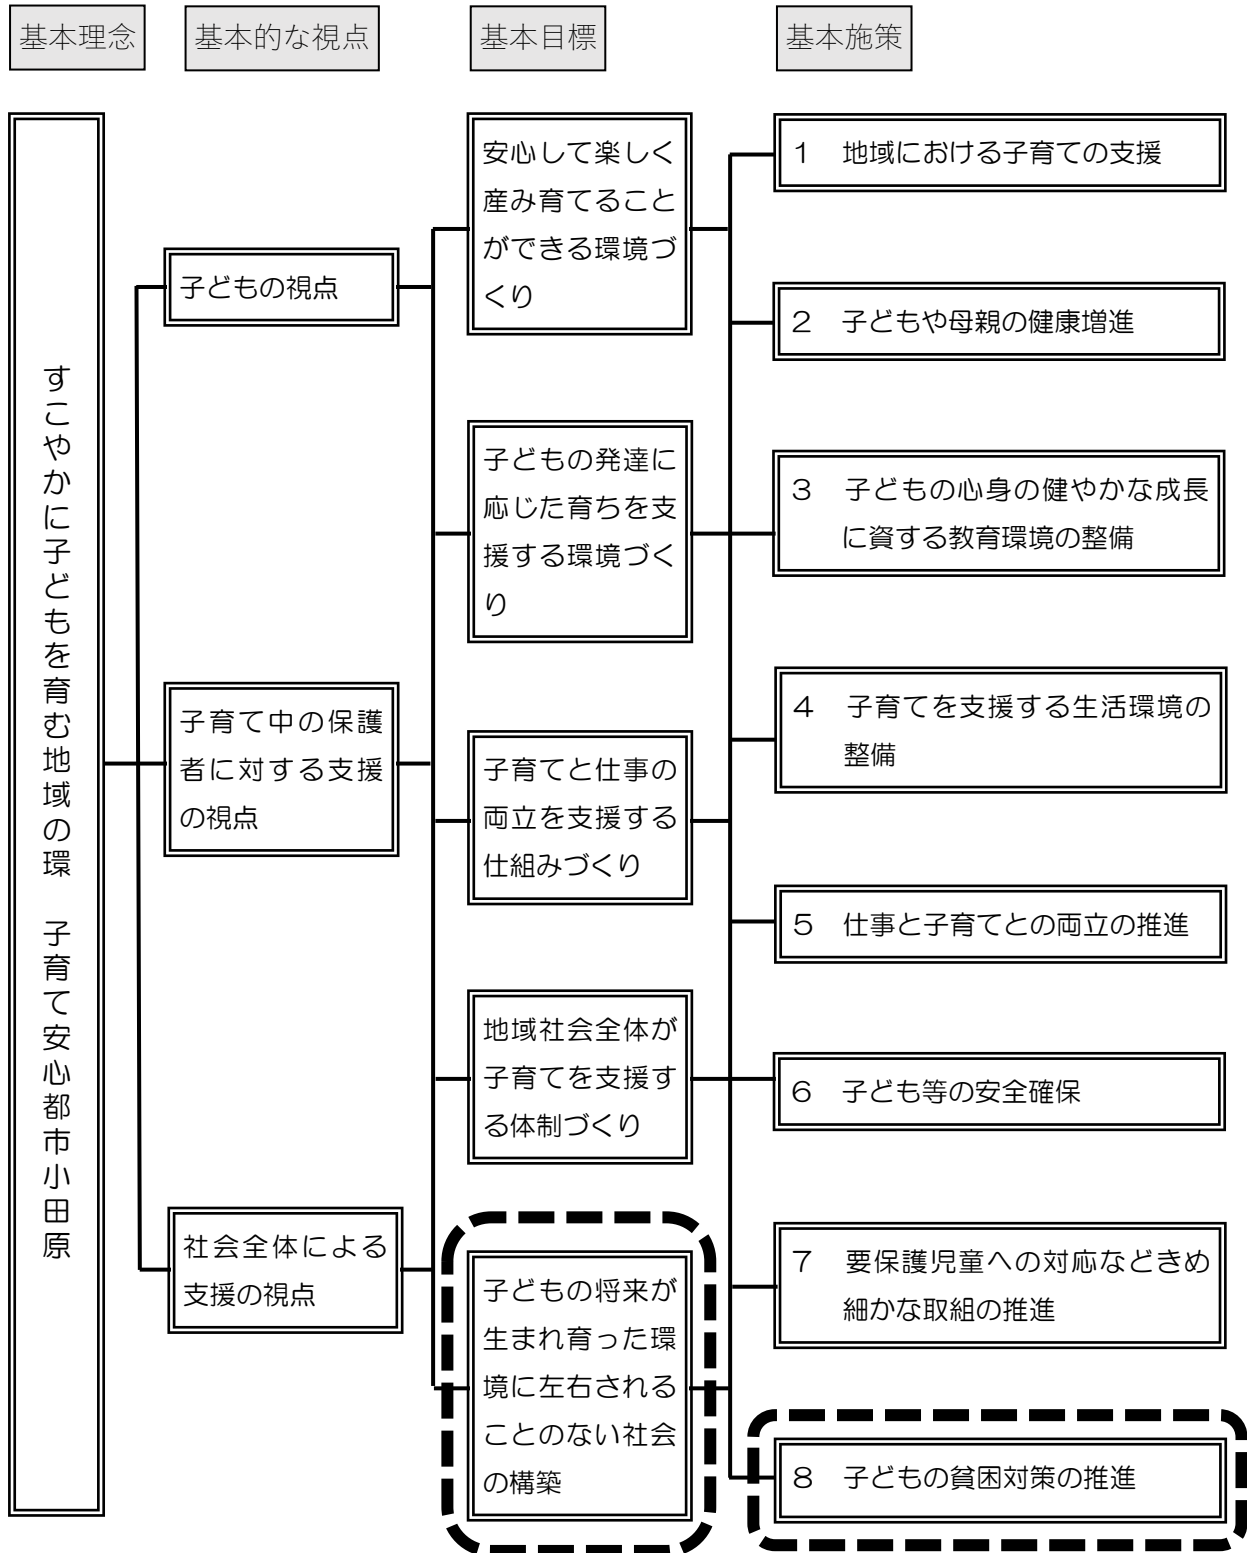 基本理念
基本的な視点
基本目標
基本施策
すこやかに子どもを育む地域の環　子育て安心都市小田原
子どもの視点
子育て中の保護
者に対する支援
の視点
社会全体による
支援の視点
安心して楽しく
産み育てること
ができる環境づ
くり
子どもの発達に
応じた育ちを支
援する環境づく
り
子育てと仕事の
両立を支援する
仕組みづくり
地域社会全体が
子育てを支援す
る体制づくり
子どもの将来が
生まれ育った環
境に左右される
ことのない社会
の構築
１　地域における子育ての支援
２　子どもや母親の健康増進
３　子どもの心身の健やかな成長
に資する教育環境の整備
４　子育てを支援する生活環境の
整備
５　仕事と子育てとの両立の推進
６　子ども等の安全確保
７　要保護児童への対応などきめ
細かな取組の推進
８　子どもの貧困対策の推進